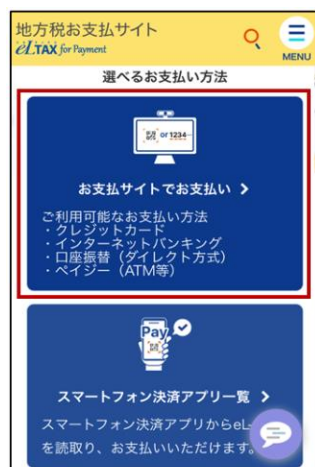 地方税お支払サイト
eLTAX for Payment
MENU
選べるお支払い方法
or 1234
お支払サイトでお支払い
ご利用可能なお支払い方法
・クレジットカード
・インターネットバンキング
・口座振替（ダイレクト方式）
・ペイジー（ATM等）
Pay
スマートフォン決済アプリ一覧
スマートフォン決済アプリからeL-
を読取り、お支払いいただけます。